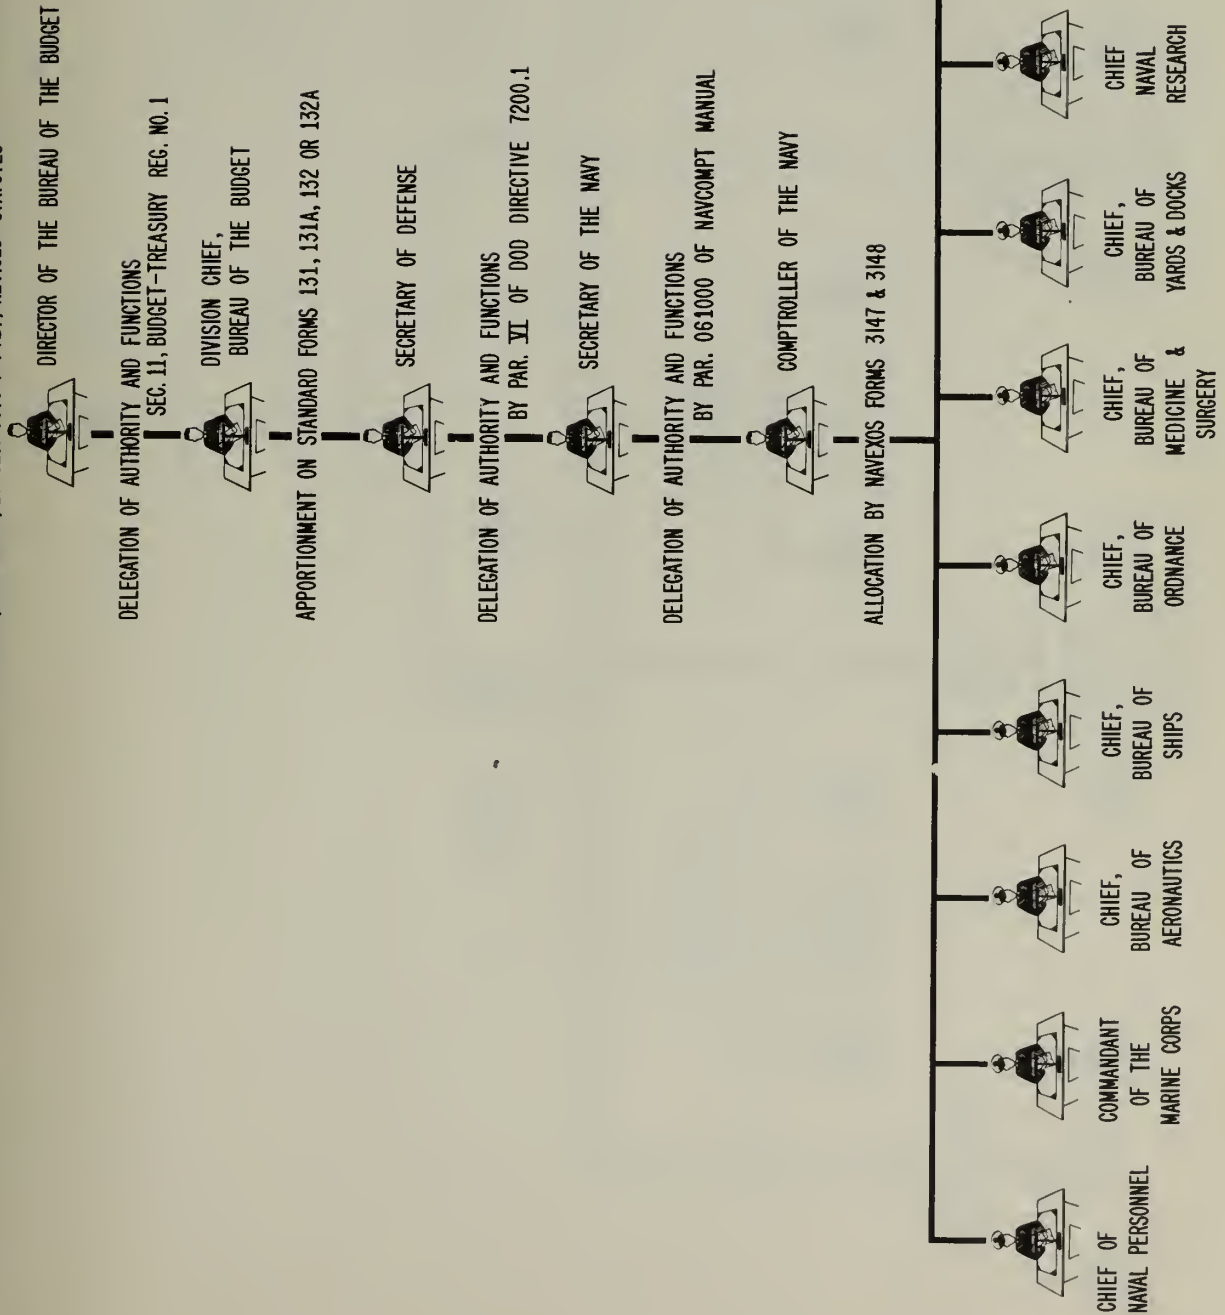 DIRECTOR OF THE BUREAU OF THE BUDGET
DELEGATION OF AUTHORITY AND FUNCTIONS
SEC. 11, BUDGET-TREASURY REG. NO. 1
DIVISION CHIEF,
BUREAU OF THE BUDGET
APPORTIONMENT ON STANDARD FORMS 131, 131A, 132 OR 132A
SECRETARY OF DEFENSE
DELEGATION OF AUTHORITY AND FUNCTIONS
BY PAR. VI OF DOD DIRECTIVE 7200.1
SECRETARY OF THE NAVY
DELEGATION OF AUTHORITY AND FUNCTIONS
BY PAR. 061000 OF NAVCOMPT MANUAL
COMPTROLLER OF THE NAVY
ALLOCATION BY NAVEXOS FORMS 3147 & 3148
CHIEF OF
NAVAL PERSONNEL
COMMANDANT
OF THE
MARINE CORPS
CHIEF,
BUREAU OF
AERONAUTICS
CHIEF,
BUREAU OF
SHIPS
CHIEF,
BUREAU OF
ORDNANCE
CHIEF,
BUREAU OF
MEDICINE &
SURGERY
CHIEF,
BUREAU OF
YARDS & DOCKS
CHIEF
NAVAL
RESEARCH